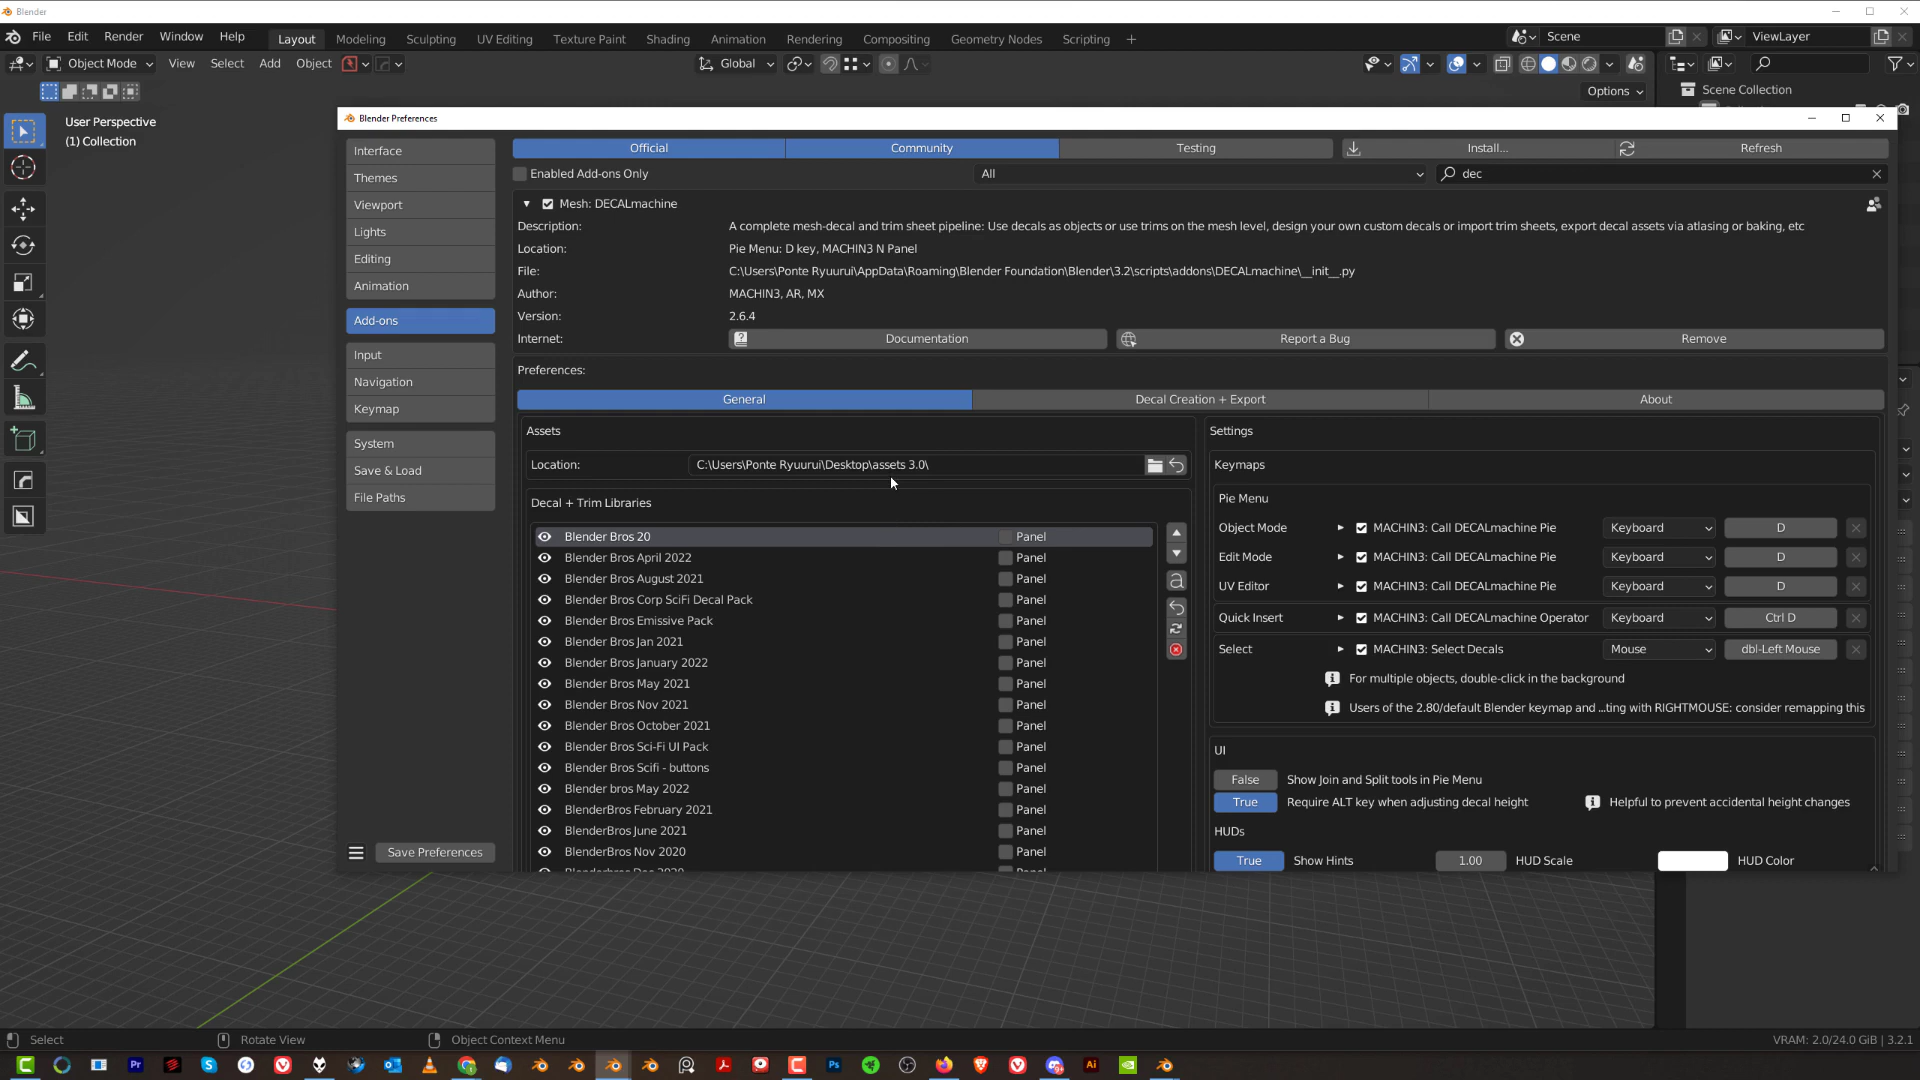 Blender
File Edit Render Window Help Layout Modeling Sculpting UV Editing Texture Paint Shading Animation Rendering Compositing Geometry Nodes Scripting + Scene ViewLayer
Object Mode View Select Add Object Global
Options
User Perspective
(1) Collection
Scene Collection
Blender Preferences
Interface
Themes
Viewport
Lights
Editing
Animation
Add-ons
Input
Navigation
Keymap
System
Save & Load
File Paths
Save Preferences
Official Community Testing Install... Refresh
Enabled Add-ons Only All dec
Mesh: DECALmachine
Description: A complete mesh-decal and trim sheet pipeline: Use decals as objects or use trims on the mesh level, design your own custom decals or import trim sheets, export decal assets via atlasing or baking, etc
Location: Pie Menu: D key, MACHIN3 N Panel
File: C:\Users\Ponte Ryuurui\AppData\Roaming\Blender Foundation\Blender\3.2\scripts\addons\DECALmachine\__init__.py
Author: MACHIN3, AR, MX
Version: 2.6.4
Internet: Documentation Report a Bug Remove
Preferences:
General Decal Creation + Export About
Assets
Location: C:\Users\Ponte Ryuurui\Desktop\assets 3.0\
Decal + Trim Libraries
Blender Bros 20 Panel
Blender Bros April 2022 Panel
Blender Bros August 2021 Panel
Blender Bros Corp SciFi Decal Pack Panel
Blender Bros Emissive Pack Panel
Blender Bros Jan 2021 Panel
Blender Bros January 2022 Panel
Blender Bros May 2021 Panel
Blender Bros Nov 2021 Panel
Blender Bros October 2021 Panel
Blender Bros Sci-Fi UI Pack Panel
Blender Bros Scifi - buttons Panel
Blender bros May 2022 Panel
BlenderBros February 2021 Panel
BlenderBros June 2021 Panel
BlenderBros Nov 2020 Panel
Settings
Keymaps
Pie Menu
Object Mode MACHIN3: Call DECALmachine Pie Keyboard D
Edit Mode MACHIN3: Call DECALmachine Pie Keyboard D
UV Editor MACHIN3: Call DECALmachine Pie Keyboard D
Quick Insert MACHIN3: Call DECALmachine Operator Keyboard Ctrl D
Select MACHIN3: Select Decals Mouse dbl-Left Mouse
For multiple objects, double-click in the background
Users of the 2.80/default Blender keymap and ...ting with RIGHTMOUSE: consider remapping this
UI
False Show Join and Split tools in Pie Menu
True Require ALT key when adjusting decal height Helpful to prevent accidental height changes
HUDs
True Show Hints 1.00 HUD Scale HUD Color
Select Rotate View Object Context Menu VRAM: 2.0/24.0 GiB | 3.2.1